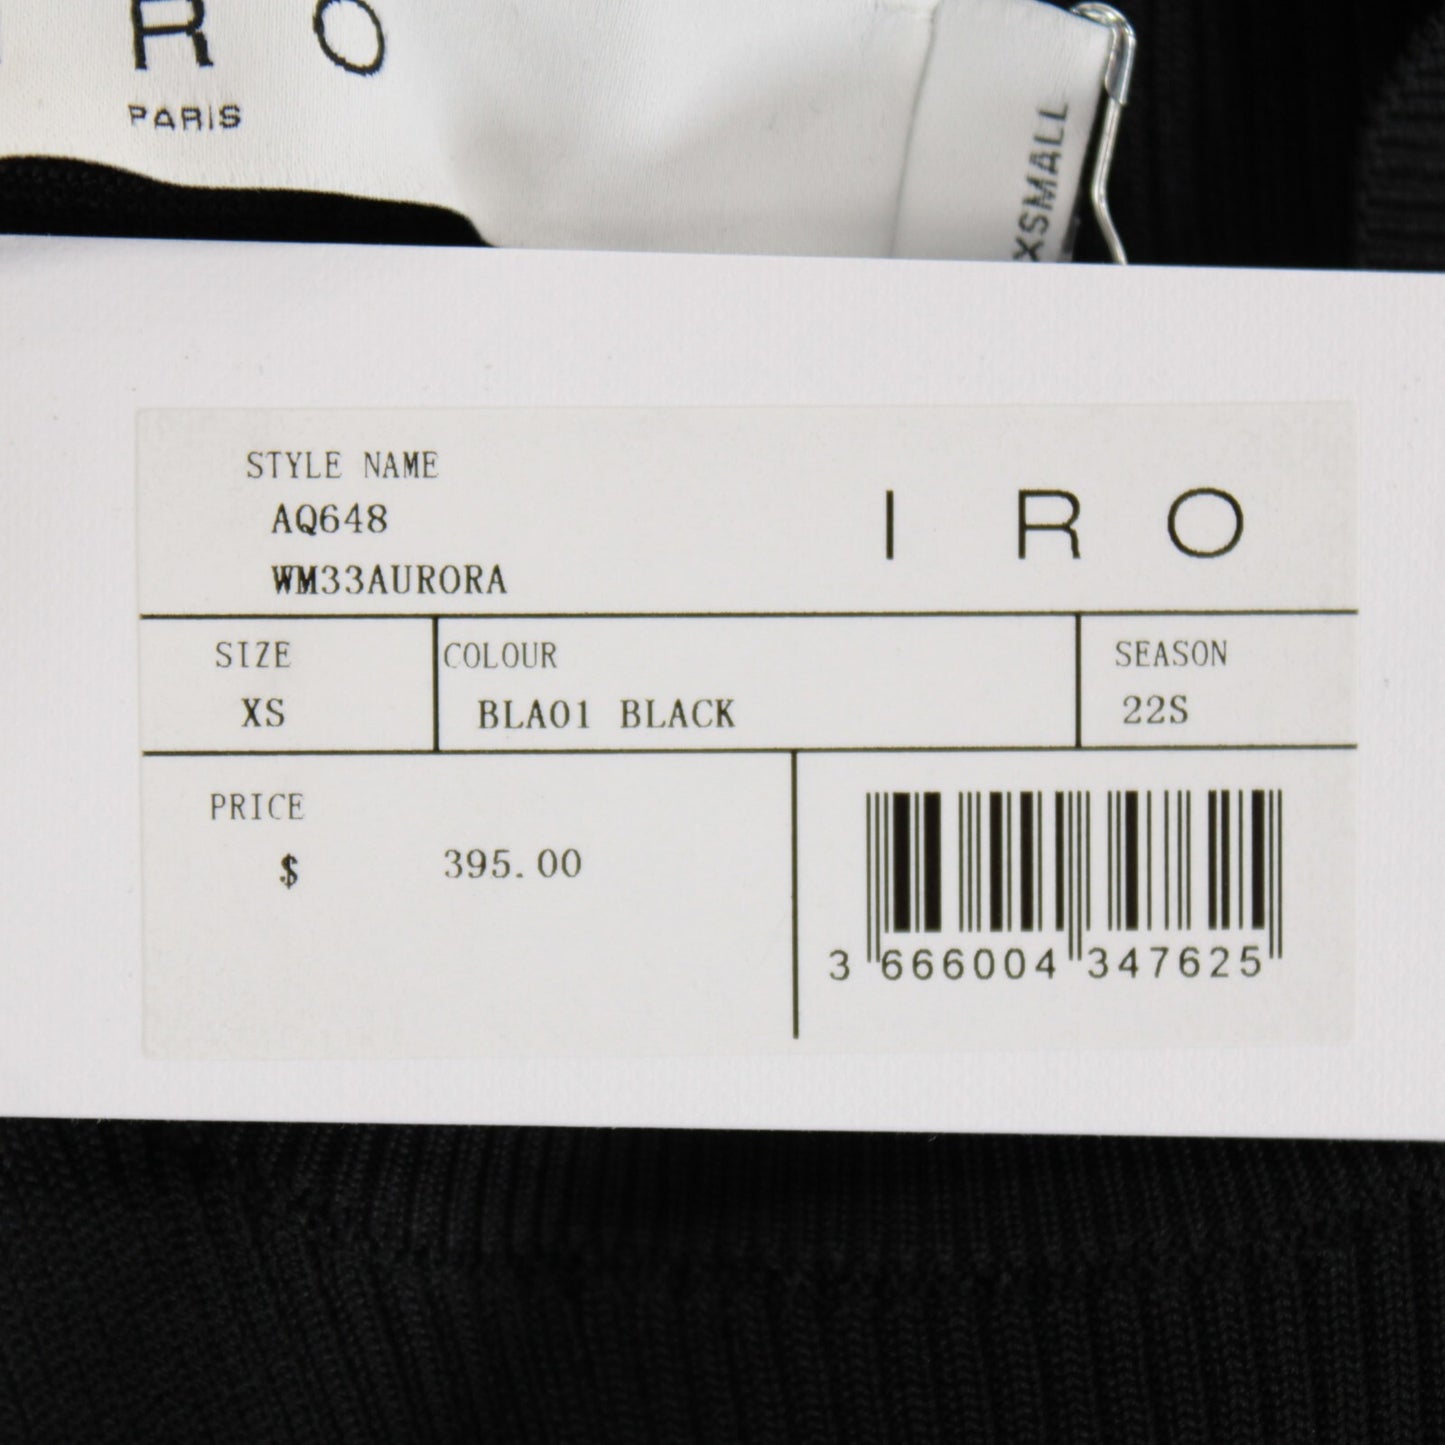 I R O
PARIS
XSMALL
STYLE NAME
AQ648
WM33AURORA
I R O
SIZE
XS
COLOUR
BLA01 BLACK
SEASON
22S
PRICE
$ 395.00
3 666004 347625